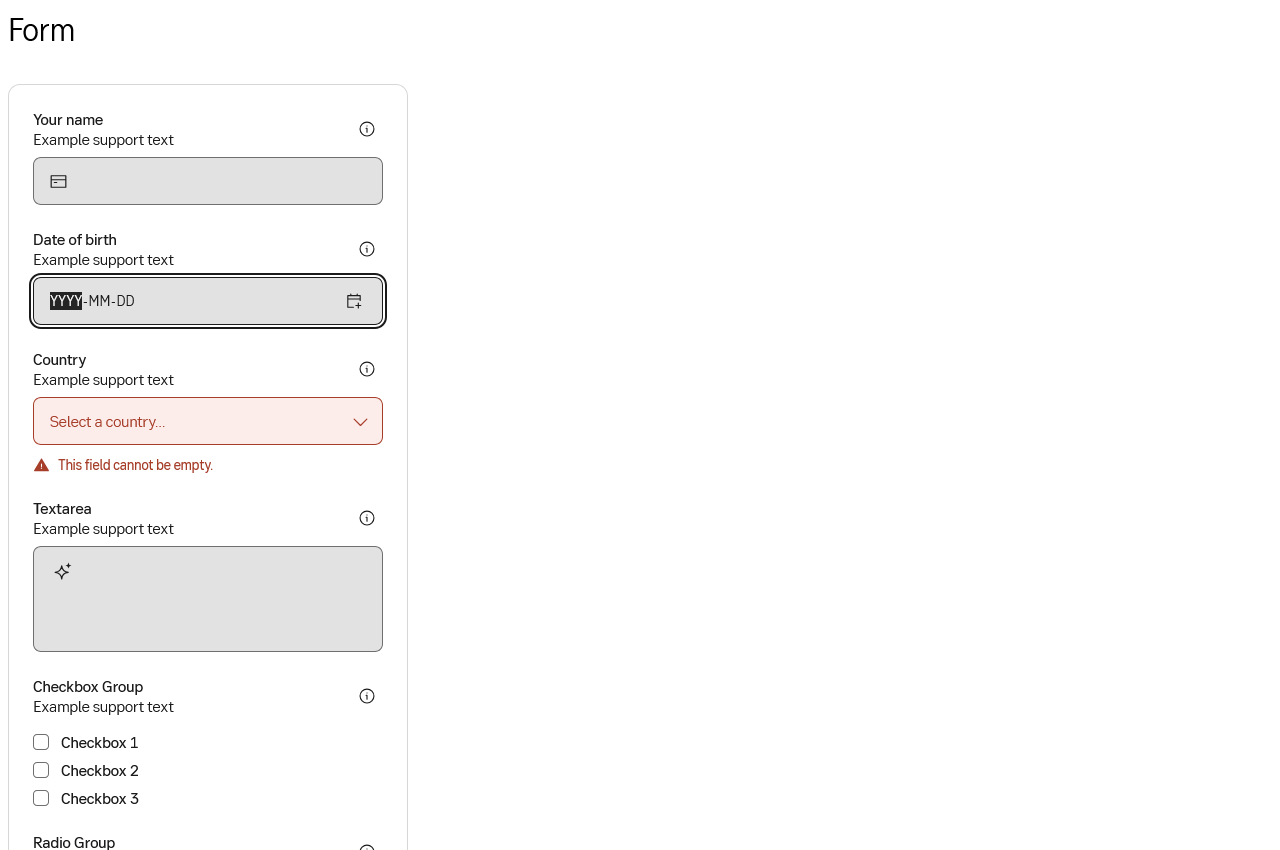 Form
Your name
Example support text
Date of birth
Example support text
YYYY-MM-DD
Country
Example support text
Select a country...
This field cannot be empty.
Textarea
Example support text
Checkbox Group
Example support text
Checkbox 1
Checkbox 2
Checkbox 3
Radio Group